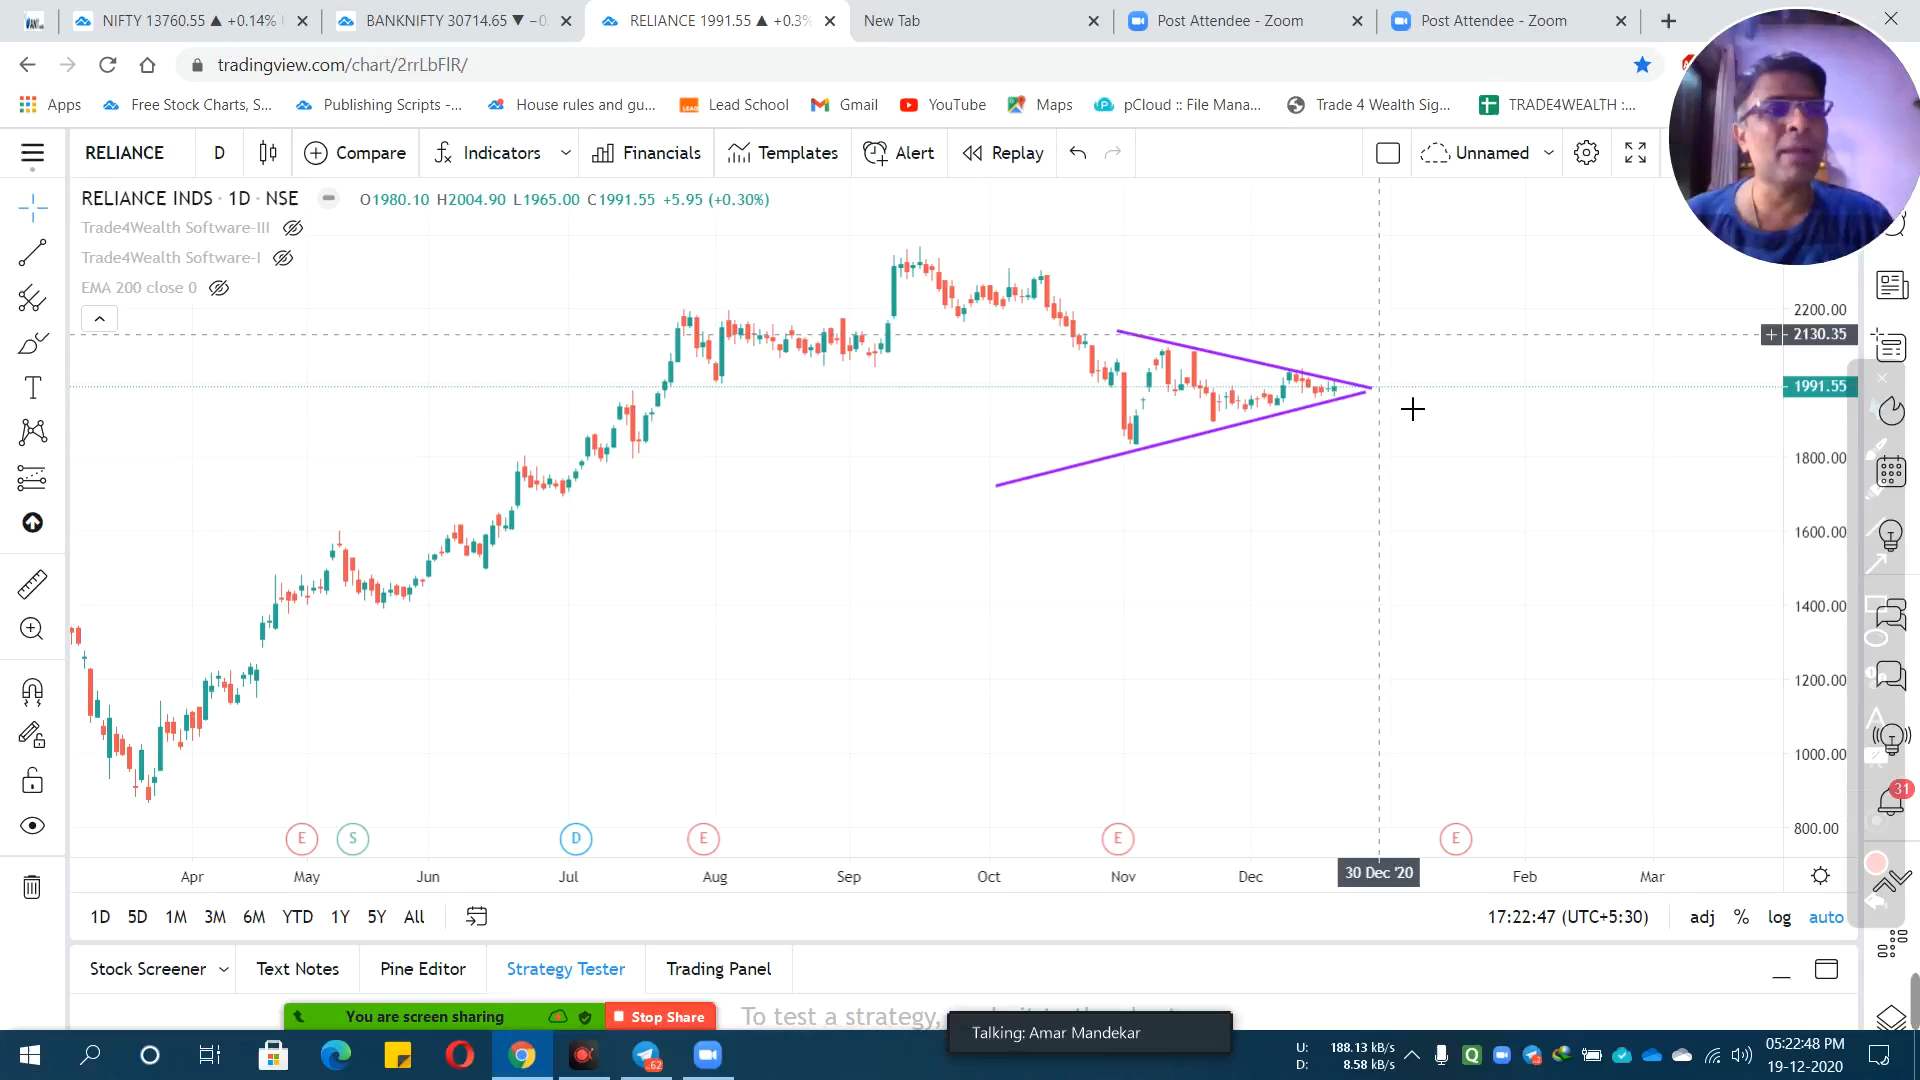 NIFTY 13760.55 ▲ +0.14%
BANKNIFTY 30714.65 ▼ −0.
RELIANCE 1991.55 ▲ +0.3%
New Tab
Post Attendee - Zoom
Post Attendee - Zoom
tradingview.com/chart/2rrLbFlR/
Apps
Free Stock Charts, S...
Publishing Scripts -...
House rules and gu...
Lead School
Gmail
YouTube
Maps
pCloud :: File Mana...
Trade 4 Wealth Sig...
TRADE4WEALTH :...
RELIANCE
D
Compare
Indicators
Financials
Templates
Alert
Replay
Unnamed
RELIANCE INDS · 1D · NSE
O1980.10 H2004.90 L1965.00 C1991.55 +5.95 (+0.30%)
Trade4Wealth Software-III
Trade4Wealth Software-I
EMA 200 close 0
2200.00
2130.35
1991.55
1800.00
1600.00
1400.00
1200.00
1000.00
800.00
31
E
S
D
E
E
E
Apr
May
Jun
Jul
Aug
Sep
Oct
Nov
Dec
30 Dec '20
Feb
Mar
1D
5D
1M
3M
6M
YTD
1Y
5Y
All
17:22:47 (UTC+5:30)
adj
%
log
auto
Stock Screener
Text Notes
Pine Editor
Strategy Tester
Trading Panel
You are screen sharing
Stop Share
To test a strategy,
Talking: Amar Mandekar
U: 188.13 kB/s
D: 8.58 kB/s
05:22:48 PM
19-12-2020